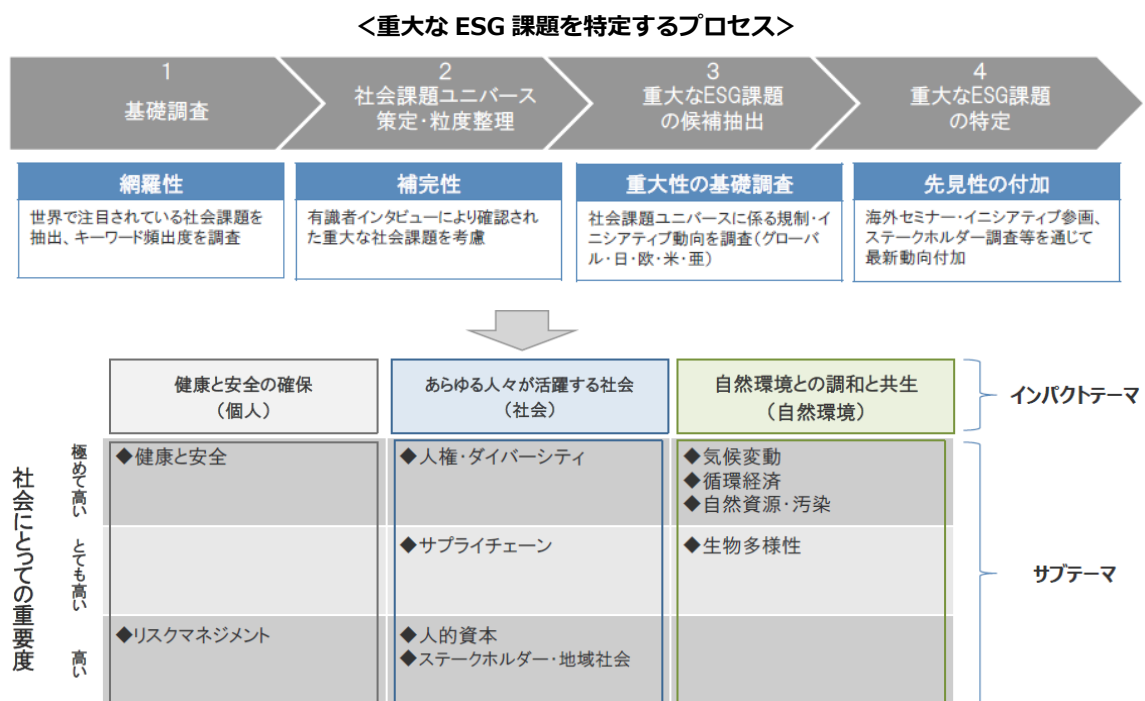 ＜重大な ESG 課題を特定するプロセス＞
1
基礎調査
2
社会課題ユニバース
策定・粒度整理
3
重大なESG課題
の候補抽出
4
重大なESG課題
の特定
網羅性
世界で注目されている社会課題を
抽出、キーワード頻出度を調査
補完性
有識者インタビューにより確認され
た重大な社会課題を考慮
重大性の基礎調査
社会課題ユニバースに係る規制・イ
ニシアティブ動向を調査（グローバ
ル・日・欧・米・亜）
先見性の付加
海外セミナー・イニシアティブ参画、
ステークホルダー調査等を通じて
最新動向付加
健康と安全の確保
（個人）
あらゆる人々が活躍する社会
（社会）
自然環境との調和と共生
（自然環境）
インパクトテーマ
社会にとっての重要度
極めて高い
◆健康と安全
◆人権・ダイバーシティ
◆気候変動
◆循環経済
◆自然資源・汚染
とても高い
◆サプライチェーン
◆生物多様性
サブテーマ
高い
◆リスクマネジメント
◆人的資本
◆ステークホルダー・地域社会